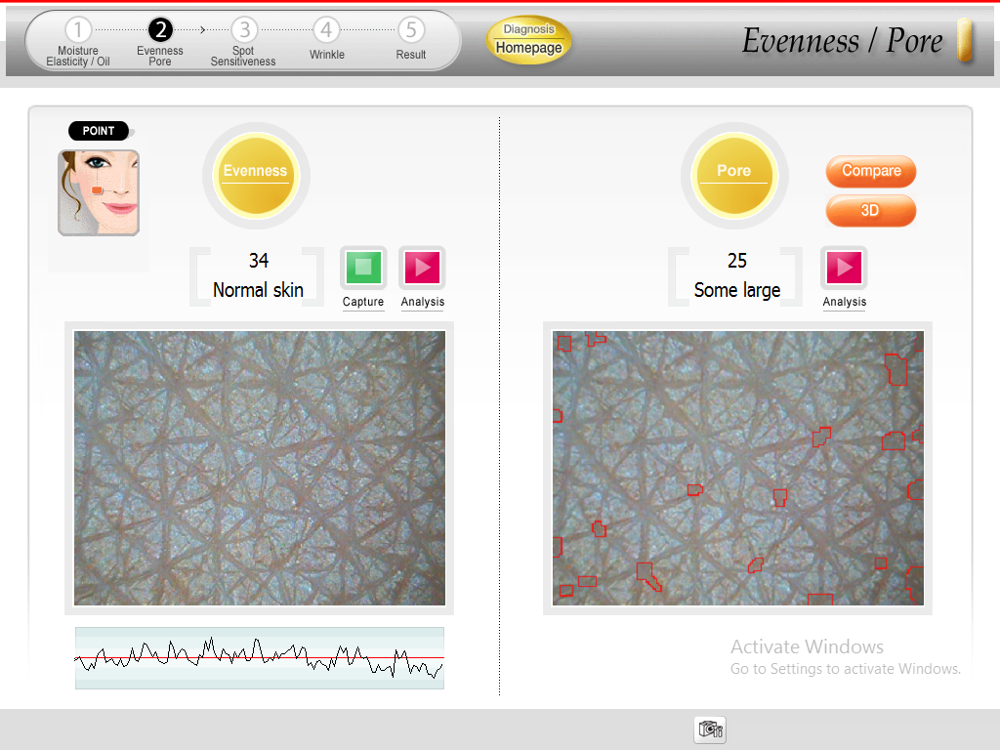 1
2
3
4
5
Moisture
Elasticity / Oil
Evenness
Pore
Spot
Sensitiveness
Wrinkle
Result
Diagnosis
Homepage
Evenness / Pore
POINT
Evenness
34
Normal skin
Capture
Analysis
Pore
Compare
3D
25
Some large
Analysis
Activate Windows
Go to Settings to activate Windows.